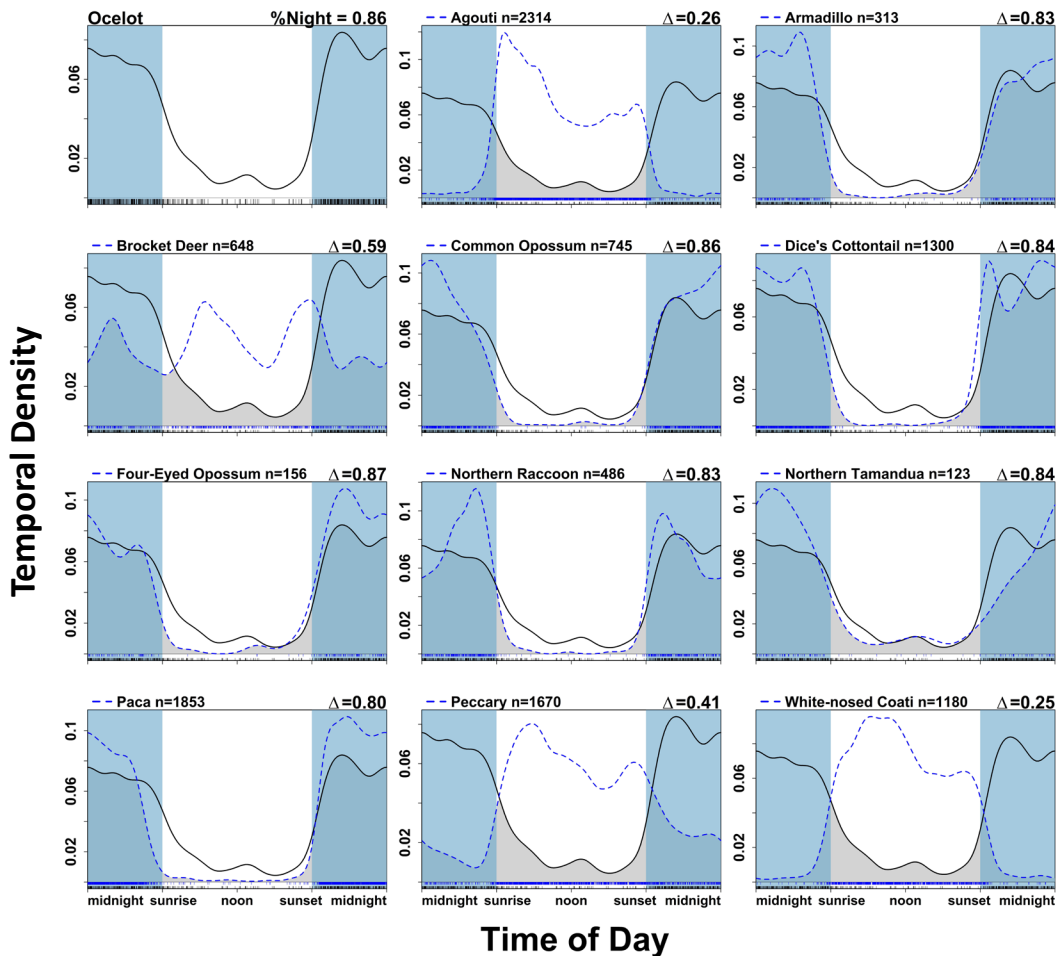 Ocelot %Night = 0.86
0.06
0.02
Agouti n=2314 Δ=0.26
0.10
0.06
0.02
Armadillo n=313 Δ=0.83
0.1
0.06
0.02
Brocket Deer n=648 Δ=0.59
0.06
0.02
Common Opossum n=745 Δ=0.86
0.1
0.06
0.02
Dice's Cottontail n=1300 Δ=0.84
0.06
0.02
Four-Eyed Opossum n=156 Δ=0.87
0.1
0.06
0.02
Northern Raccoon n=486 Δ=0.83
0.1
0.06
0.02
Northern Tamandua n=123 Δ=0.84
0.1
0.06
0.02
Paca n=1853 Δ=0.80
0.1
0.06
0.02
Peccary n=1670 Δ=0.41
0.06
0.02
White-nosed Coati n=1180 Δ=0.25
0.06
0.02
midnight sunrise noon sunset midnight
sunrise noon sunset midnight
sunrise noon sunset midnight
Temporal Density
Time of Day